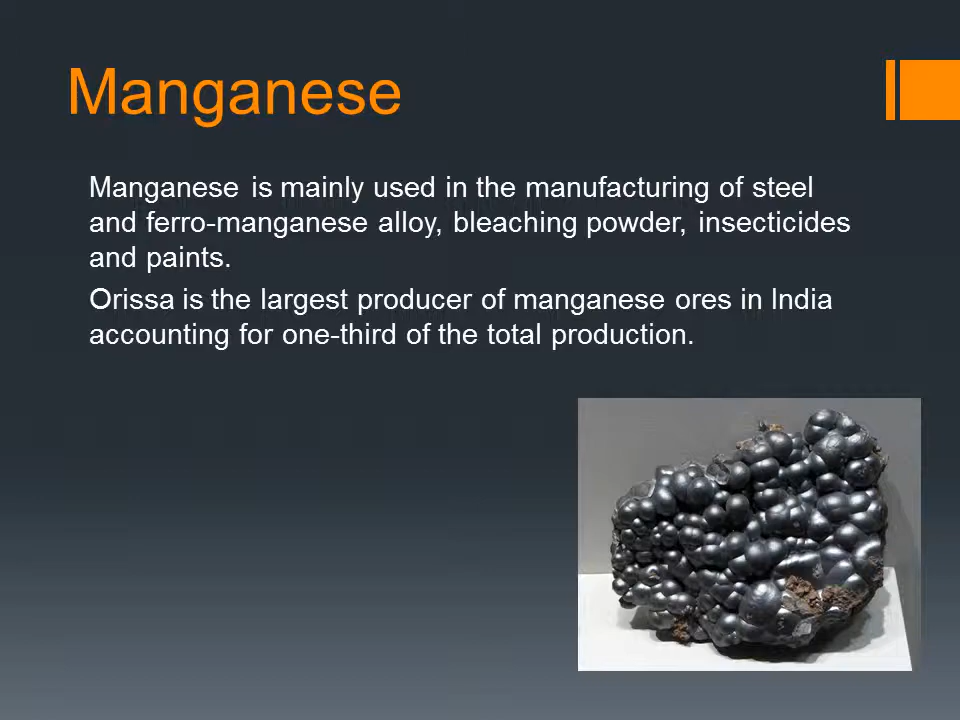 Manganese
Manganese is mainly used in the manufacturing of steel
and ferro-manganese alloy, bleaching powder, insecticides
and paints.
Orissa is the largest producer of manganese ores in India
accounting for one-third of the total production.